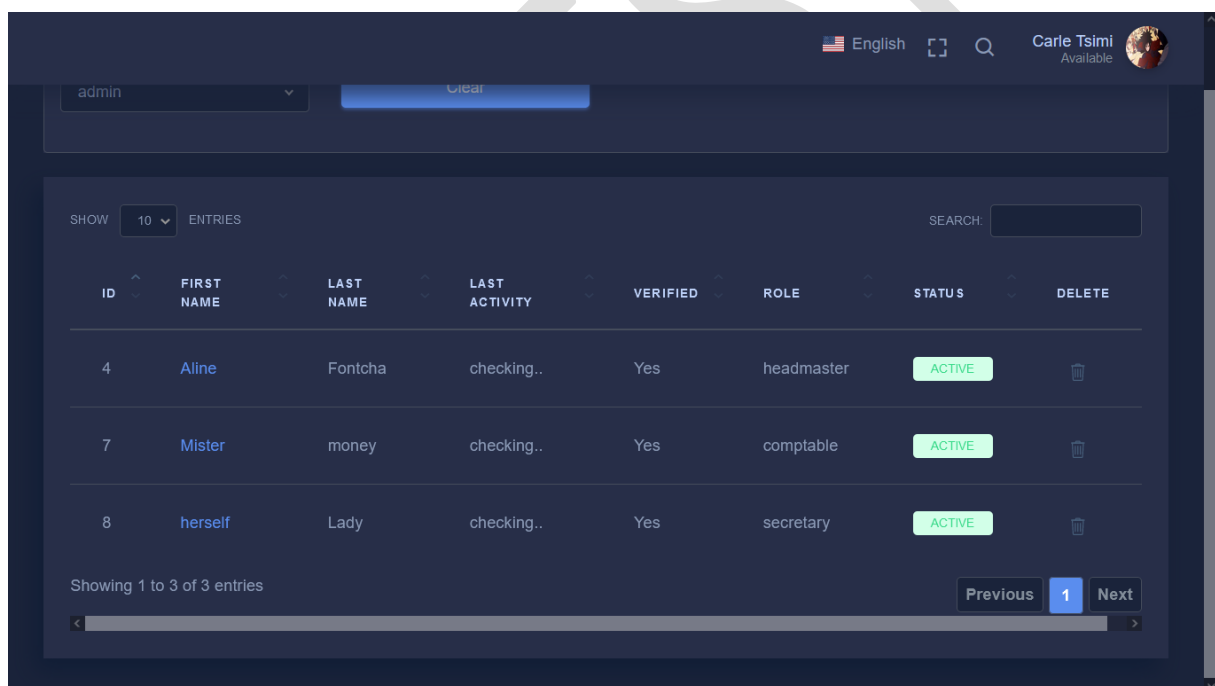 English
Carle Tsimi
Available
admin
Clear
SHOW 10 ENTRIES
SEARCH:
ID FIRST NAME LAST NAME LAST ACTIVITY VERIFIED ROLE STATUS DELETE
4 Aline Fontcha checking.. Yes headmaster ACTIVE
7 Mister money checking.. Yes comptable ACTIVE
8 herself Lady checking.. Yes secretary ACTIVE
Showing 1 to 3 of 3 entries
Previous 1 Next